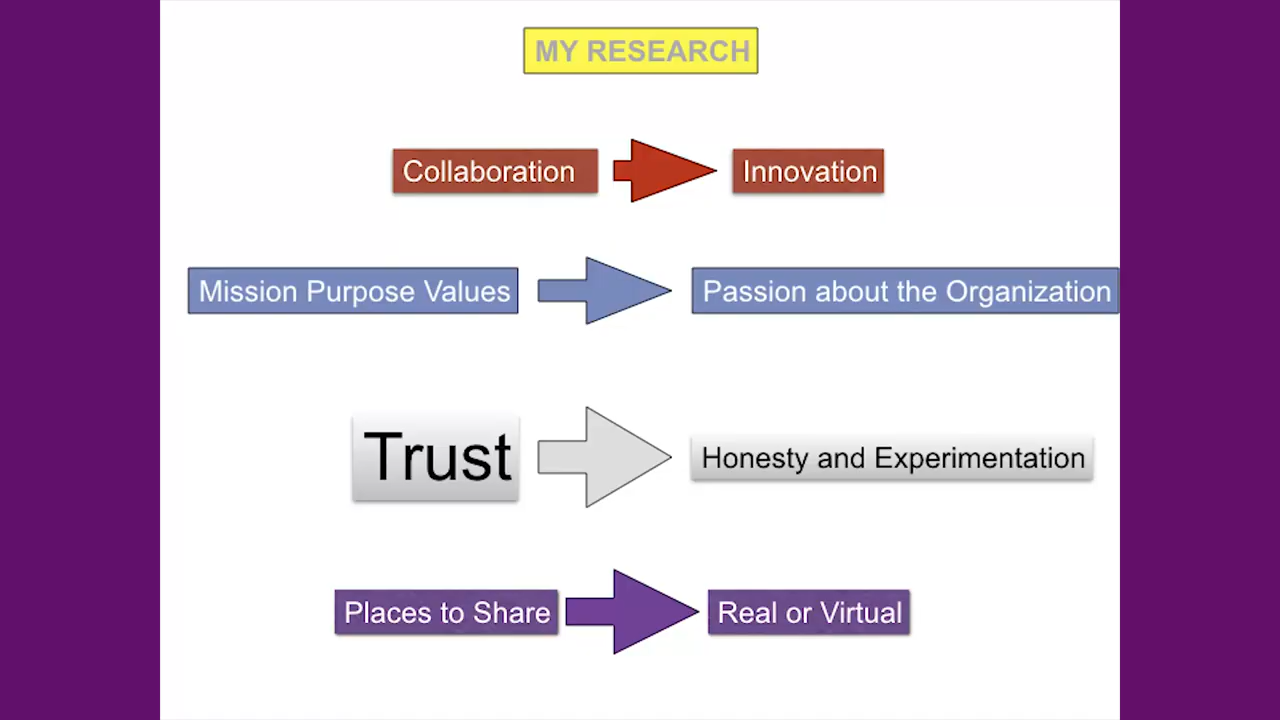 MY RESEARCH
Collaboration
Innovation
Mission Purpose Values
Passion about the Organization
Trust
Honesty and Experimentation
Places to Share
Real or Virtual